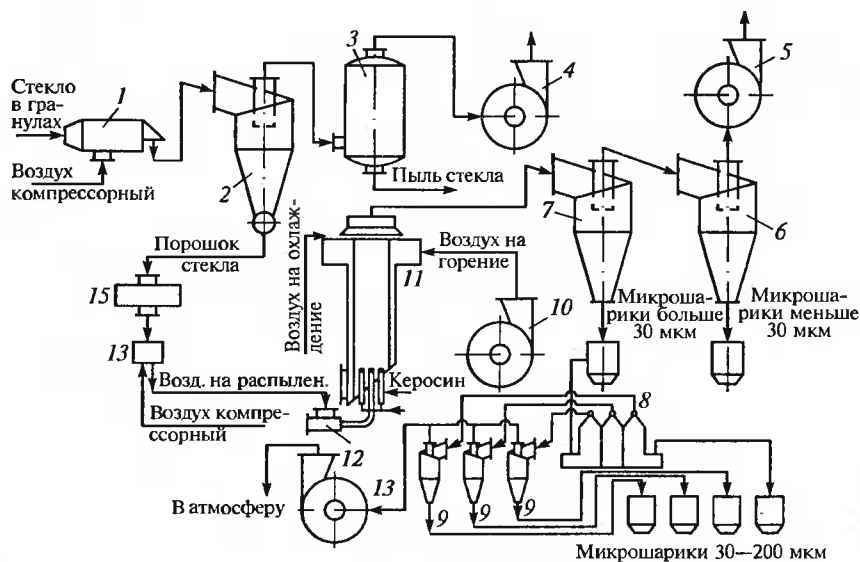 Стекло
в гра-
нулах
1
Воздух
компрессорный
2
3
4
5
Пыль стекла
7
6
Порошок
стекла
Воздух на охлаж-
дение
11
Воздух на
горение
10
Микроша-
рики больше
30 мкм
Микроша-
рики меньше
30 мкм
15
13
Возд. на распылен.
Керосин
Воздух компре-
ссорный
12
8
13
В атмосферу
9
9
9
Микрошарики 30—200 мкм